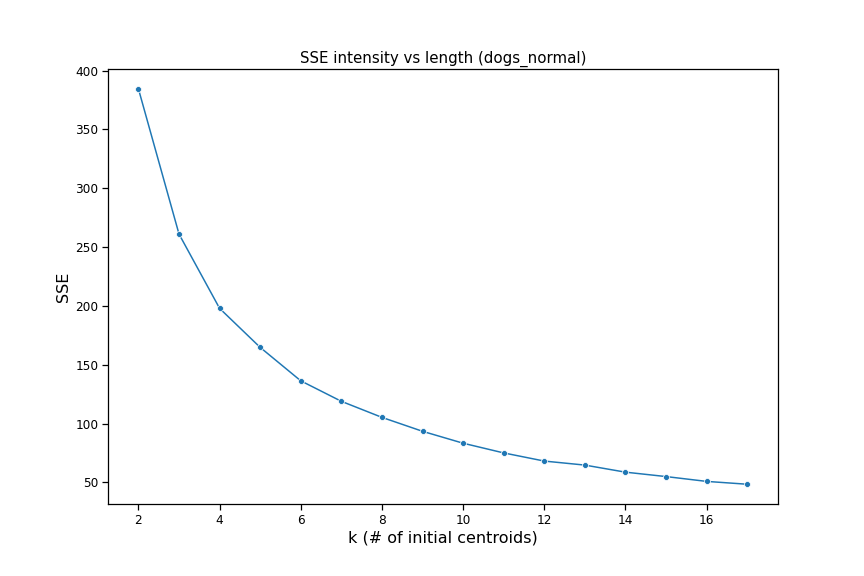 SSE intensity vs length (dogs_normal)
400
350
300
250
200
150
100
50
SSE
2 4 6 8 10 12 14 16
k (# of initial centroids)